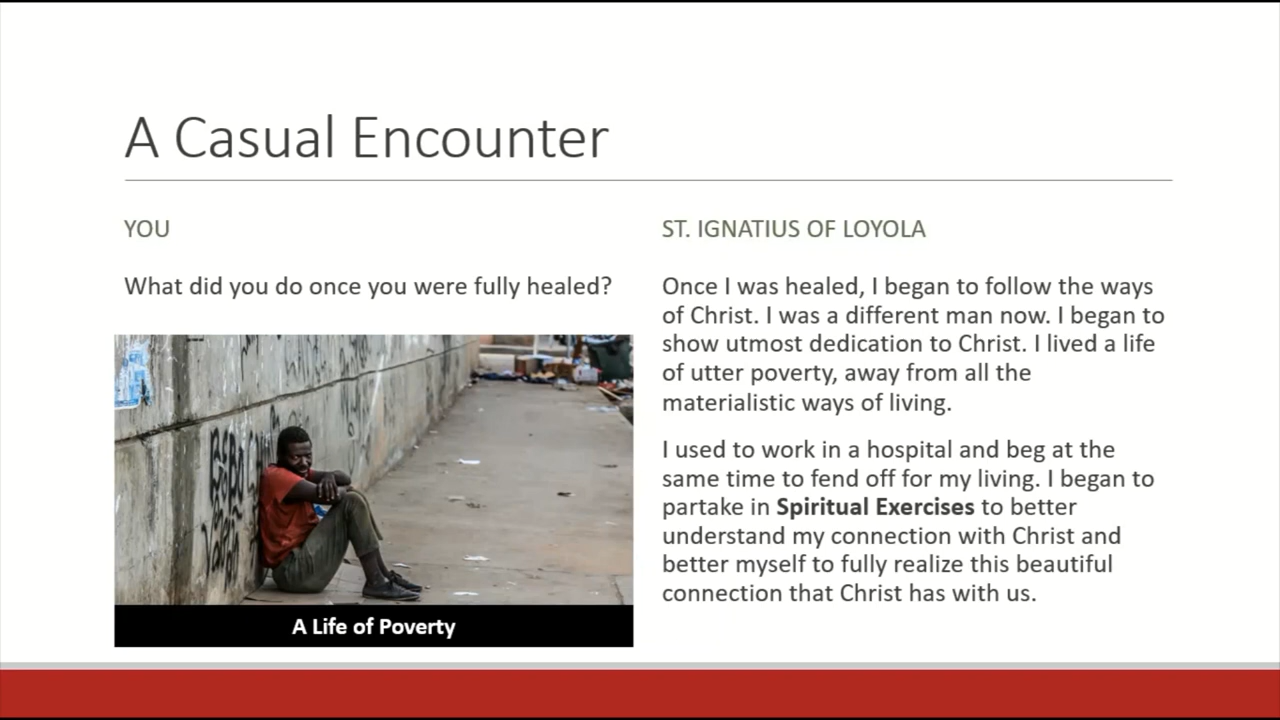 A Casual Encounter
YOU
What did you do once you were fully healed?
A Life of Poverty
ST. IGNATIUS OF LOYOLA
Once I was healed, I began to follow the ways
of Christ. I was a different man now. I began to
show utmost dedication to Christ. I lived a life
of utter poverty, away from all the
materialistic ways of living.
I used to work in a hospital and beg at the
same time to fend off for my living. I began to
partake in Spiritual Exercises to better
understand my connection with Christ and
better myself to fully realize this beautiful
connection that Christ has with us.